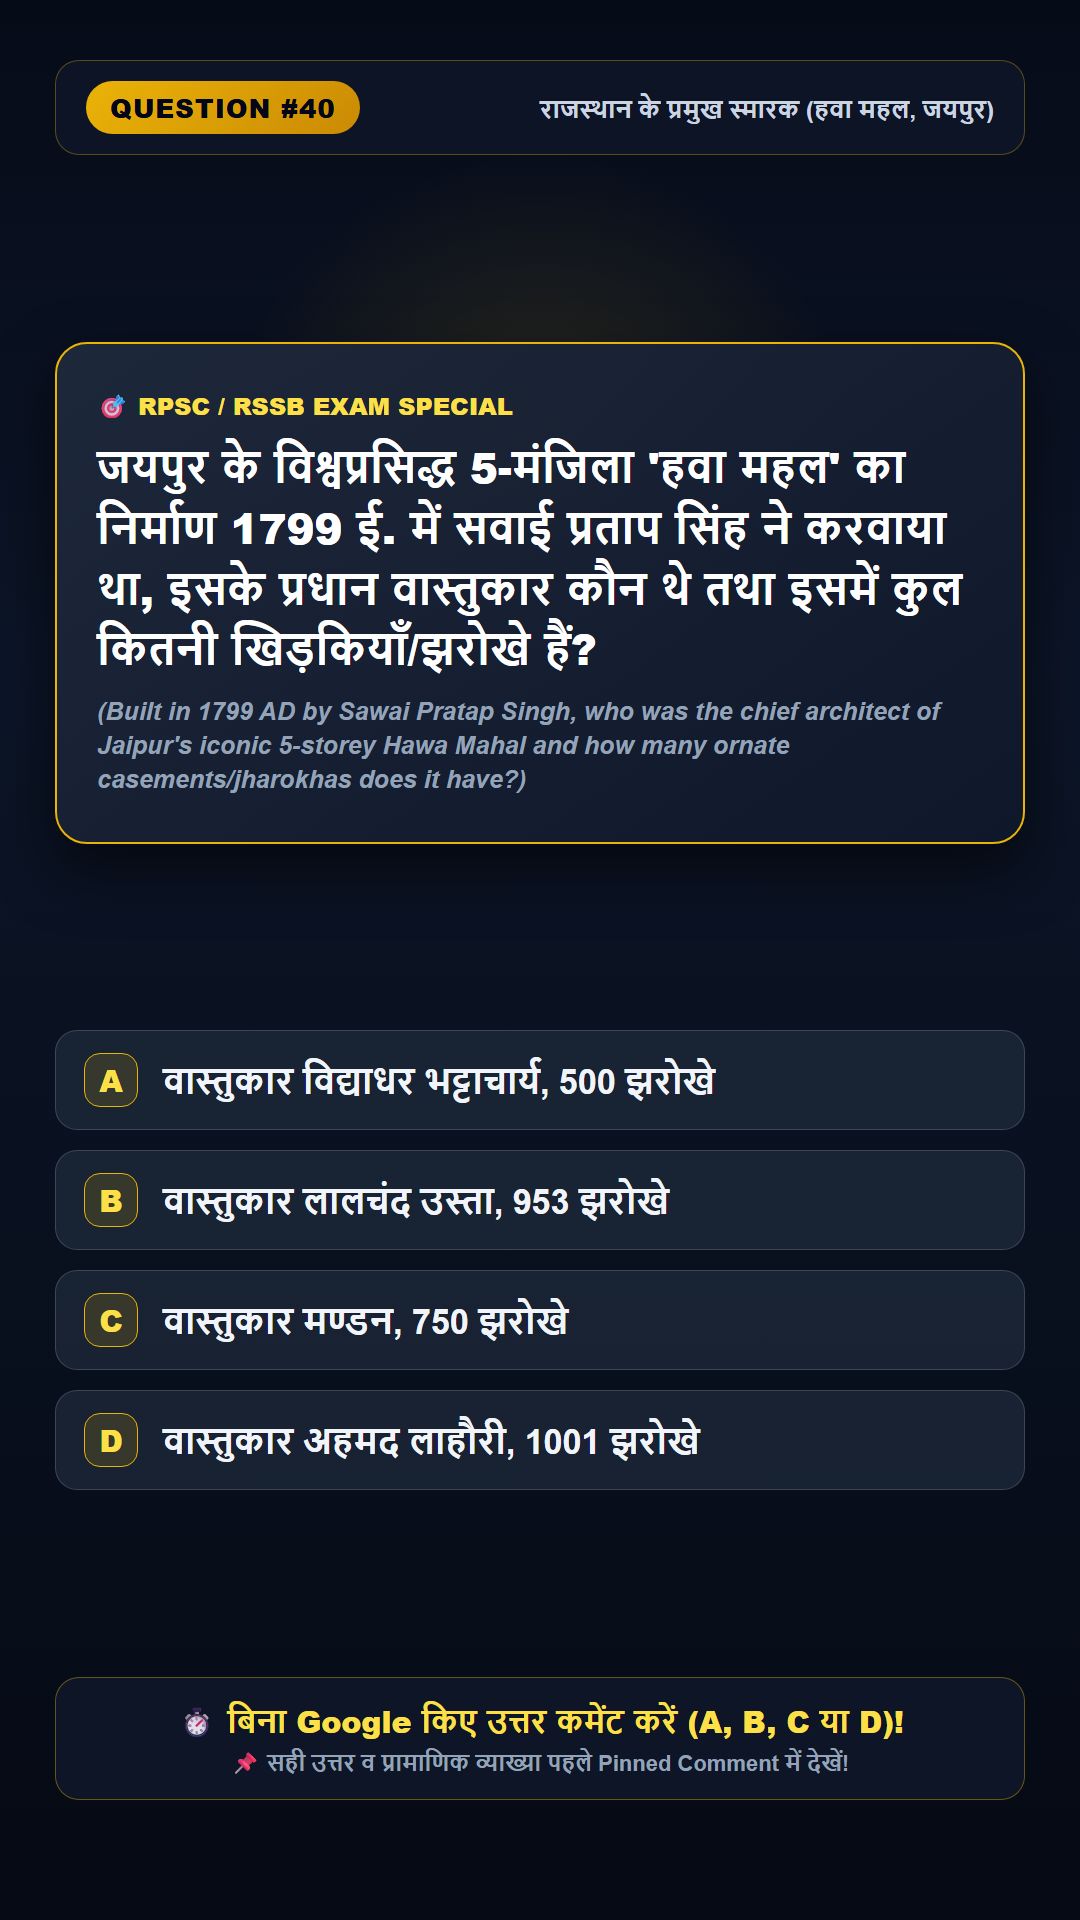 QUESTION #40
राजस्थान के प्रमुख स्मारक (हवा महल, जयपुर)
🎯 RPSC / RSSB EXAM SPECIAL
जयपुर के विश्वप्रसिद्ध 5-मंजिला 'हवा महल' का
निर्माण 1799 ई. में सवाई प्रताप सिंह ने करवाया
था, इसके प्रधान वास्तुकार कौन थे तथा इसमें कुल
कितनी खिड़कियाँ/झरोखे हैं?
(Built in 1799 AD by Sawai Pratap Singh, who was the chief architect of
Jaipur's iconic 5-storey Hawa Mahal and how many ornate
casements/jharokhas does it have?)
A वास्तुकार विद्याधर भट्टाचार्य, 500 झरोखे
B वास्तुकार लालचंद उस्ता, 953 झरोखे
C वास्तुकार मण्डन, 750 झरोखे
D वास्तुकार अहमद लाहौरी, 1001 झरोखे
⏱️ बिना Google किए उत्तर कमेंट करें (A, B, C या D)!
📌 सही उत्तर व प्रामाणिक व्याख्या पहले Pinned Comment में देखें!